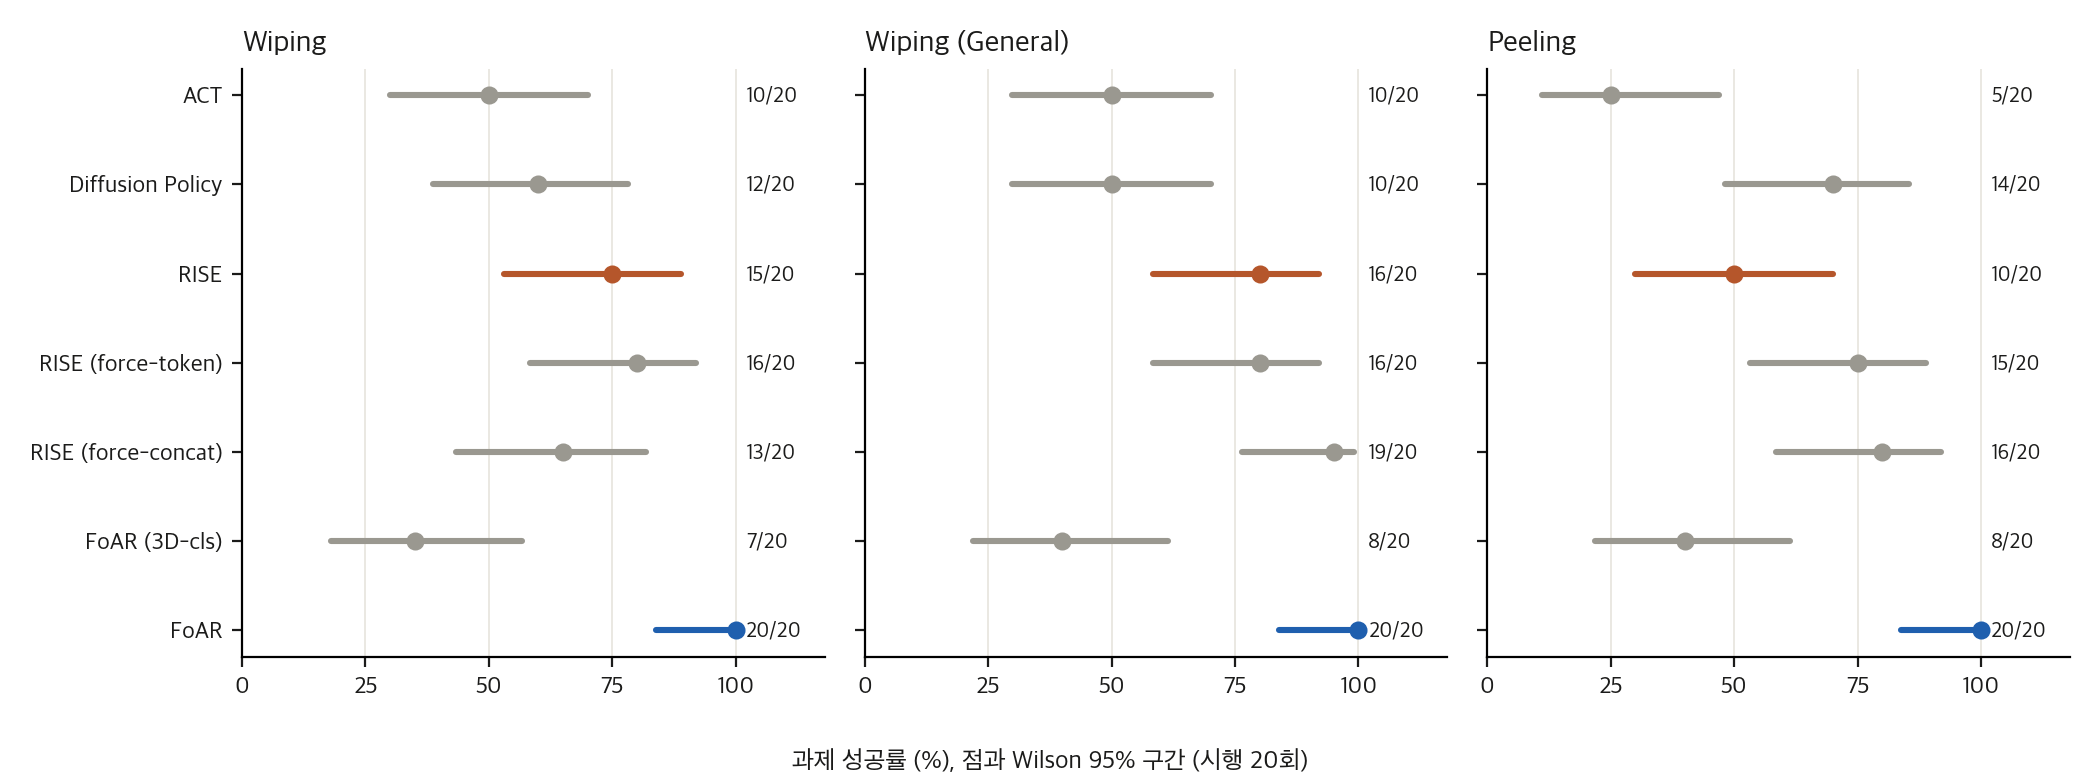 Wiping
Wiping (General)
Peeling
ACT
10/20
10/20
5/20
Diffusion Policy
12/20
10/20
14/20
RISE
15/20
16/20
10/20
RISE (force-token)
16/20
16/20
15/20
RISE (force-concat)
13/20
19/20
16/20
FoAR (3D-cls)
7/20
8/20
8/20
FoAR
20/20
20/20
20/20
0 25 50 75 100
0 25 50 75 100
0 25 50 75 100
과제 성공률 (%), 점과 Wilson 95% 구간 (시행 20회)